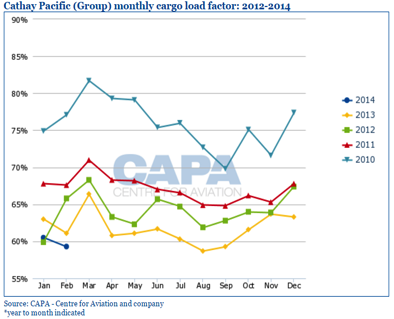 Cathay Pacific (Group) monthly cargo load factor: 2012-2014
90%
85%
80%
75%
70%
65%
60%
55%
Jan Feb Mar Apr May Jun Jul Aug Sep Oct Nov Dec
CAPA
CENTRE FOR AVIATION
2014
2013
2012
2011
2010
Source: CAPA - Centre for Aviation and company
*year to month indicated